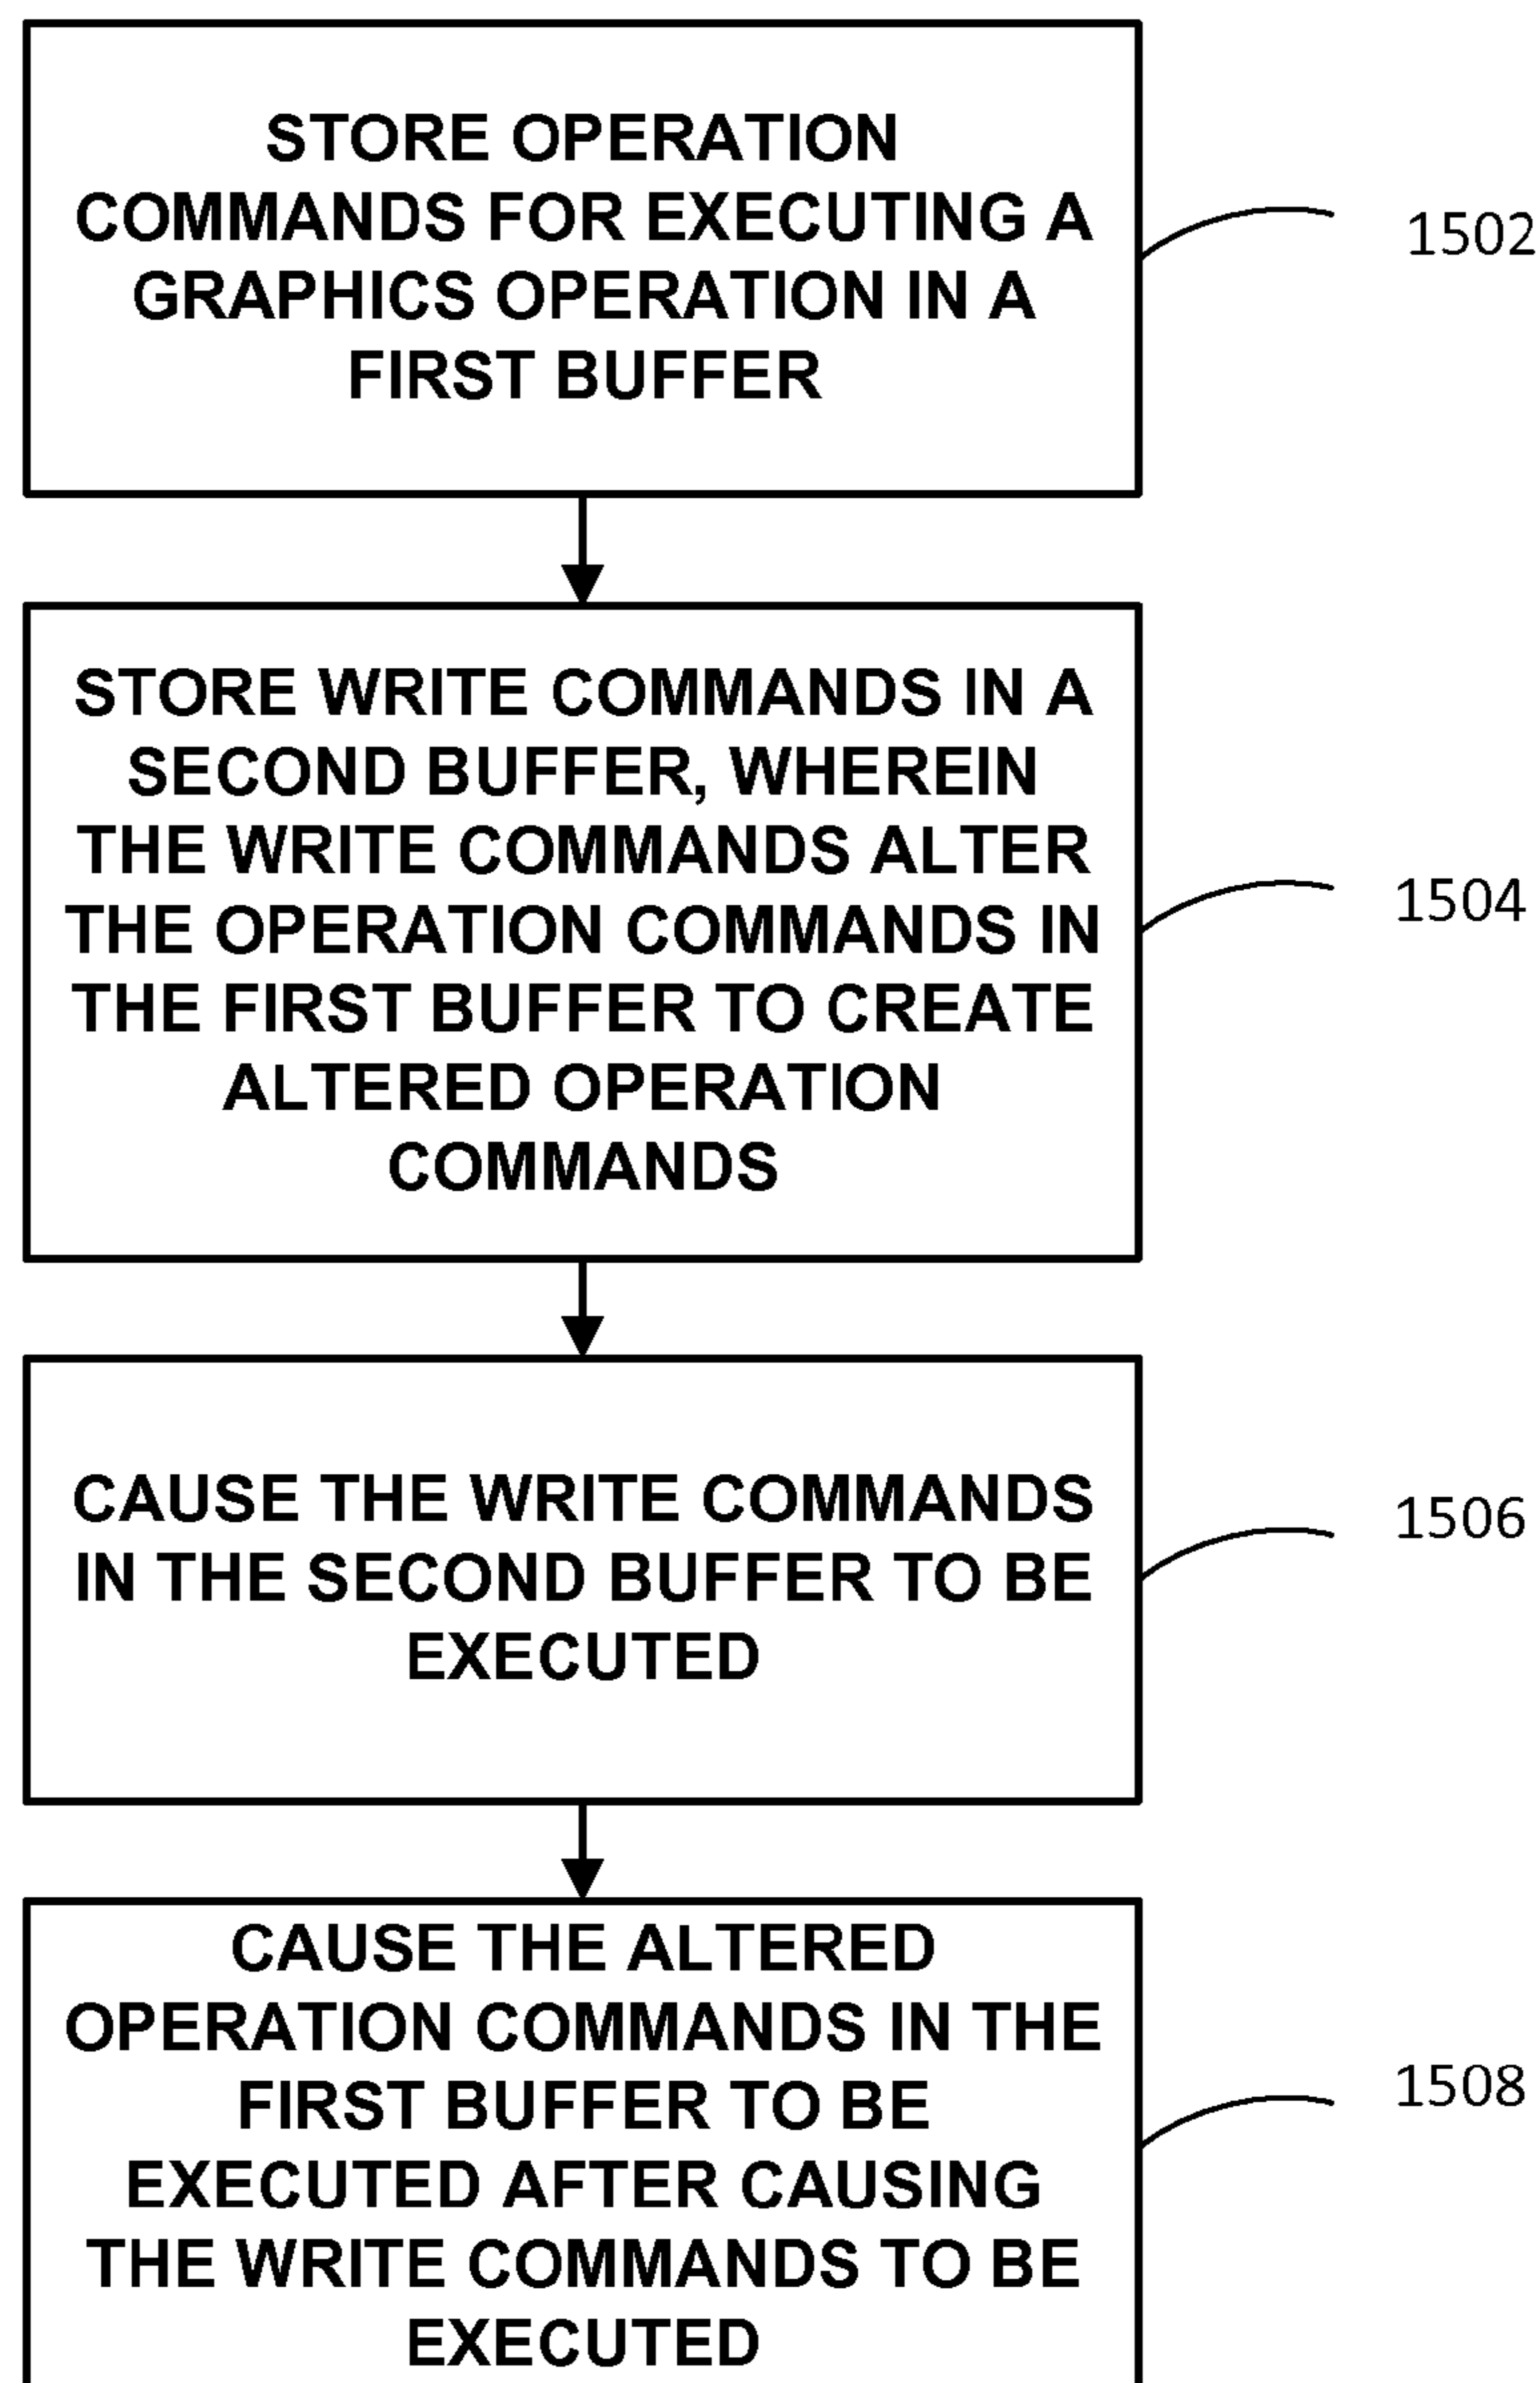 STORE OPERATION
COMMANDS FOR EXECUTING A
GRAPHICS OPERATION IN A
FIRST BUFFER
1502
STORE WRITE COMMANDS IN A
SECOND BUFFER, WHEREIN
THE WRITE COMMANDS ALTER
THE OPERATION COMMANDS IN
THE FIRST BUFFER TO CREATE
ALTERED OPERATION
COMMANDS
1504
CAUSE THE WRITE COMMANDS
IN THE SECOND BUFFER TO BE
EXECUTED
1506
CAUSE THE ALTERED
OPERATION COMMANDS IN THE
FIRST BUFFER TO BE
EXECUTED AFTER CAUSING
THE WRITE COMMANDS TO BE
EXECUTED
1508